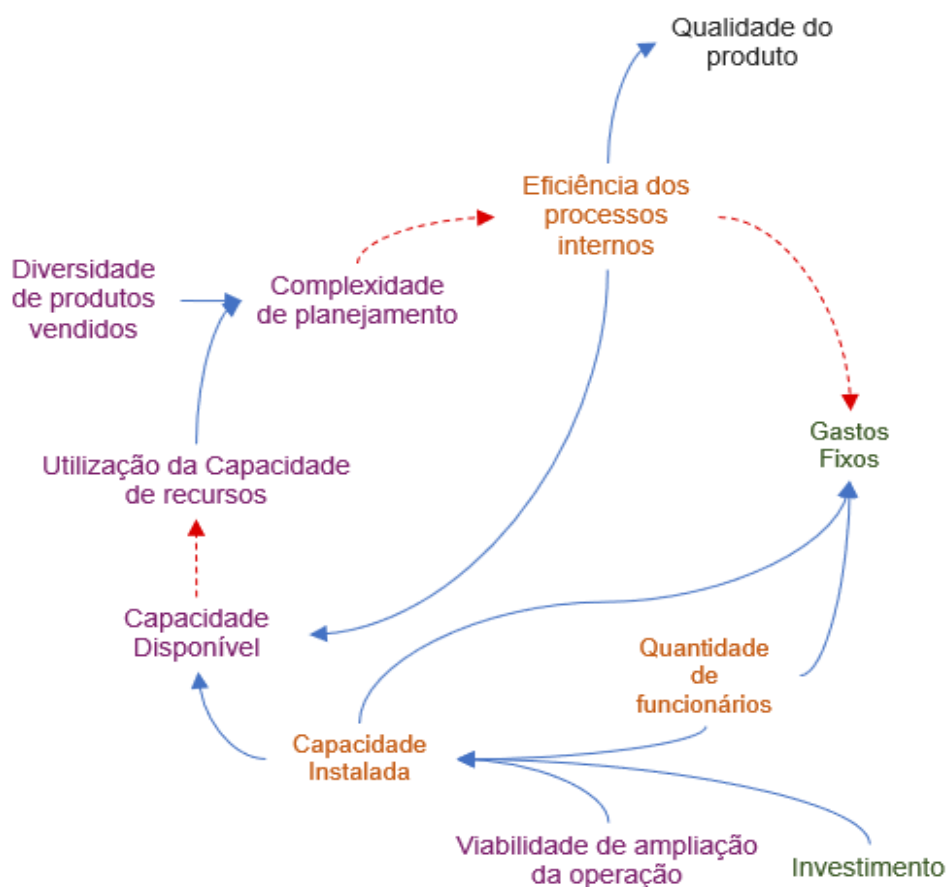 Qualidade do
produto
Eficiência dos
processos
internos
Diversidade
de produtos
vendidos
Complexidade
de planejamento
Gastos
Fixos
Utilização da Capacidade
de recursos
Capacidade
Disponível
Quantidade
de
funcionários
Capacidade
Instalada
Viabilidade de ampliação
da operação
Investimento